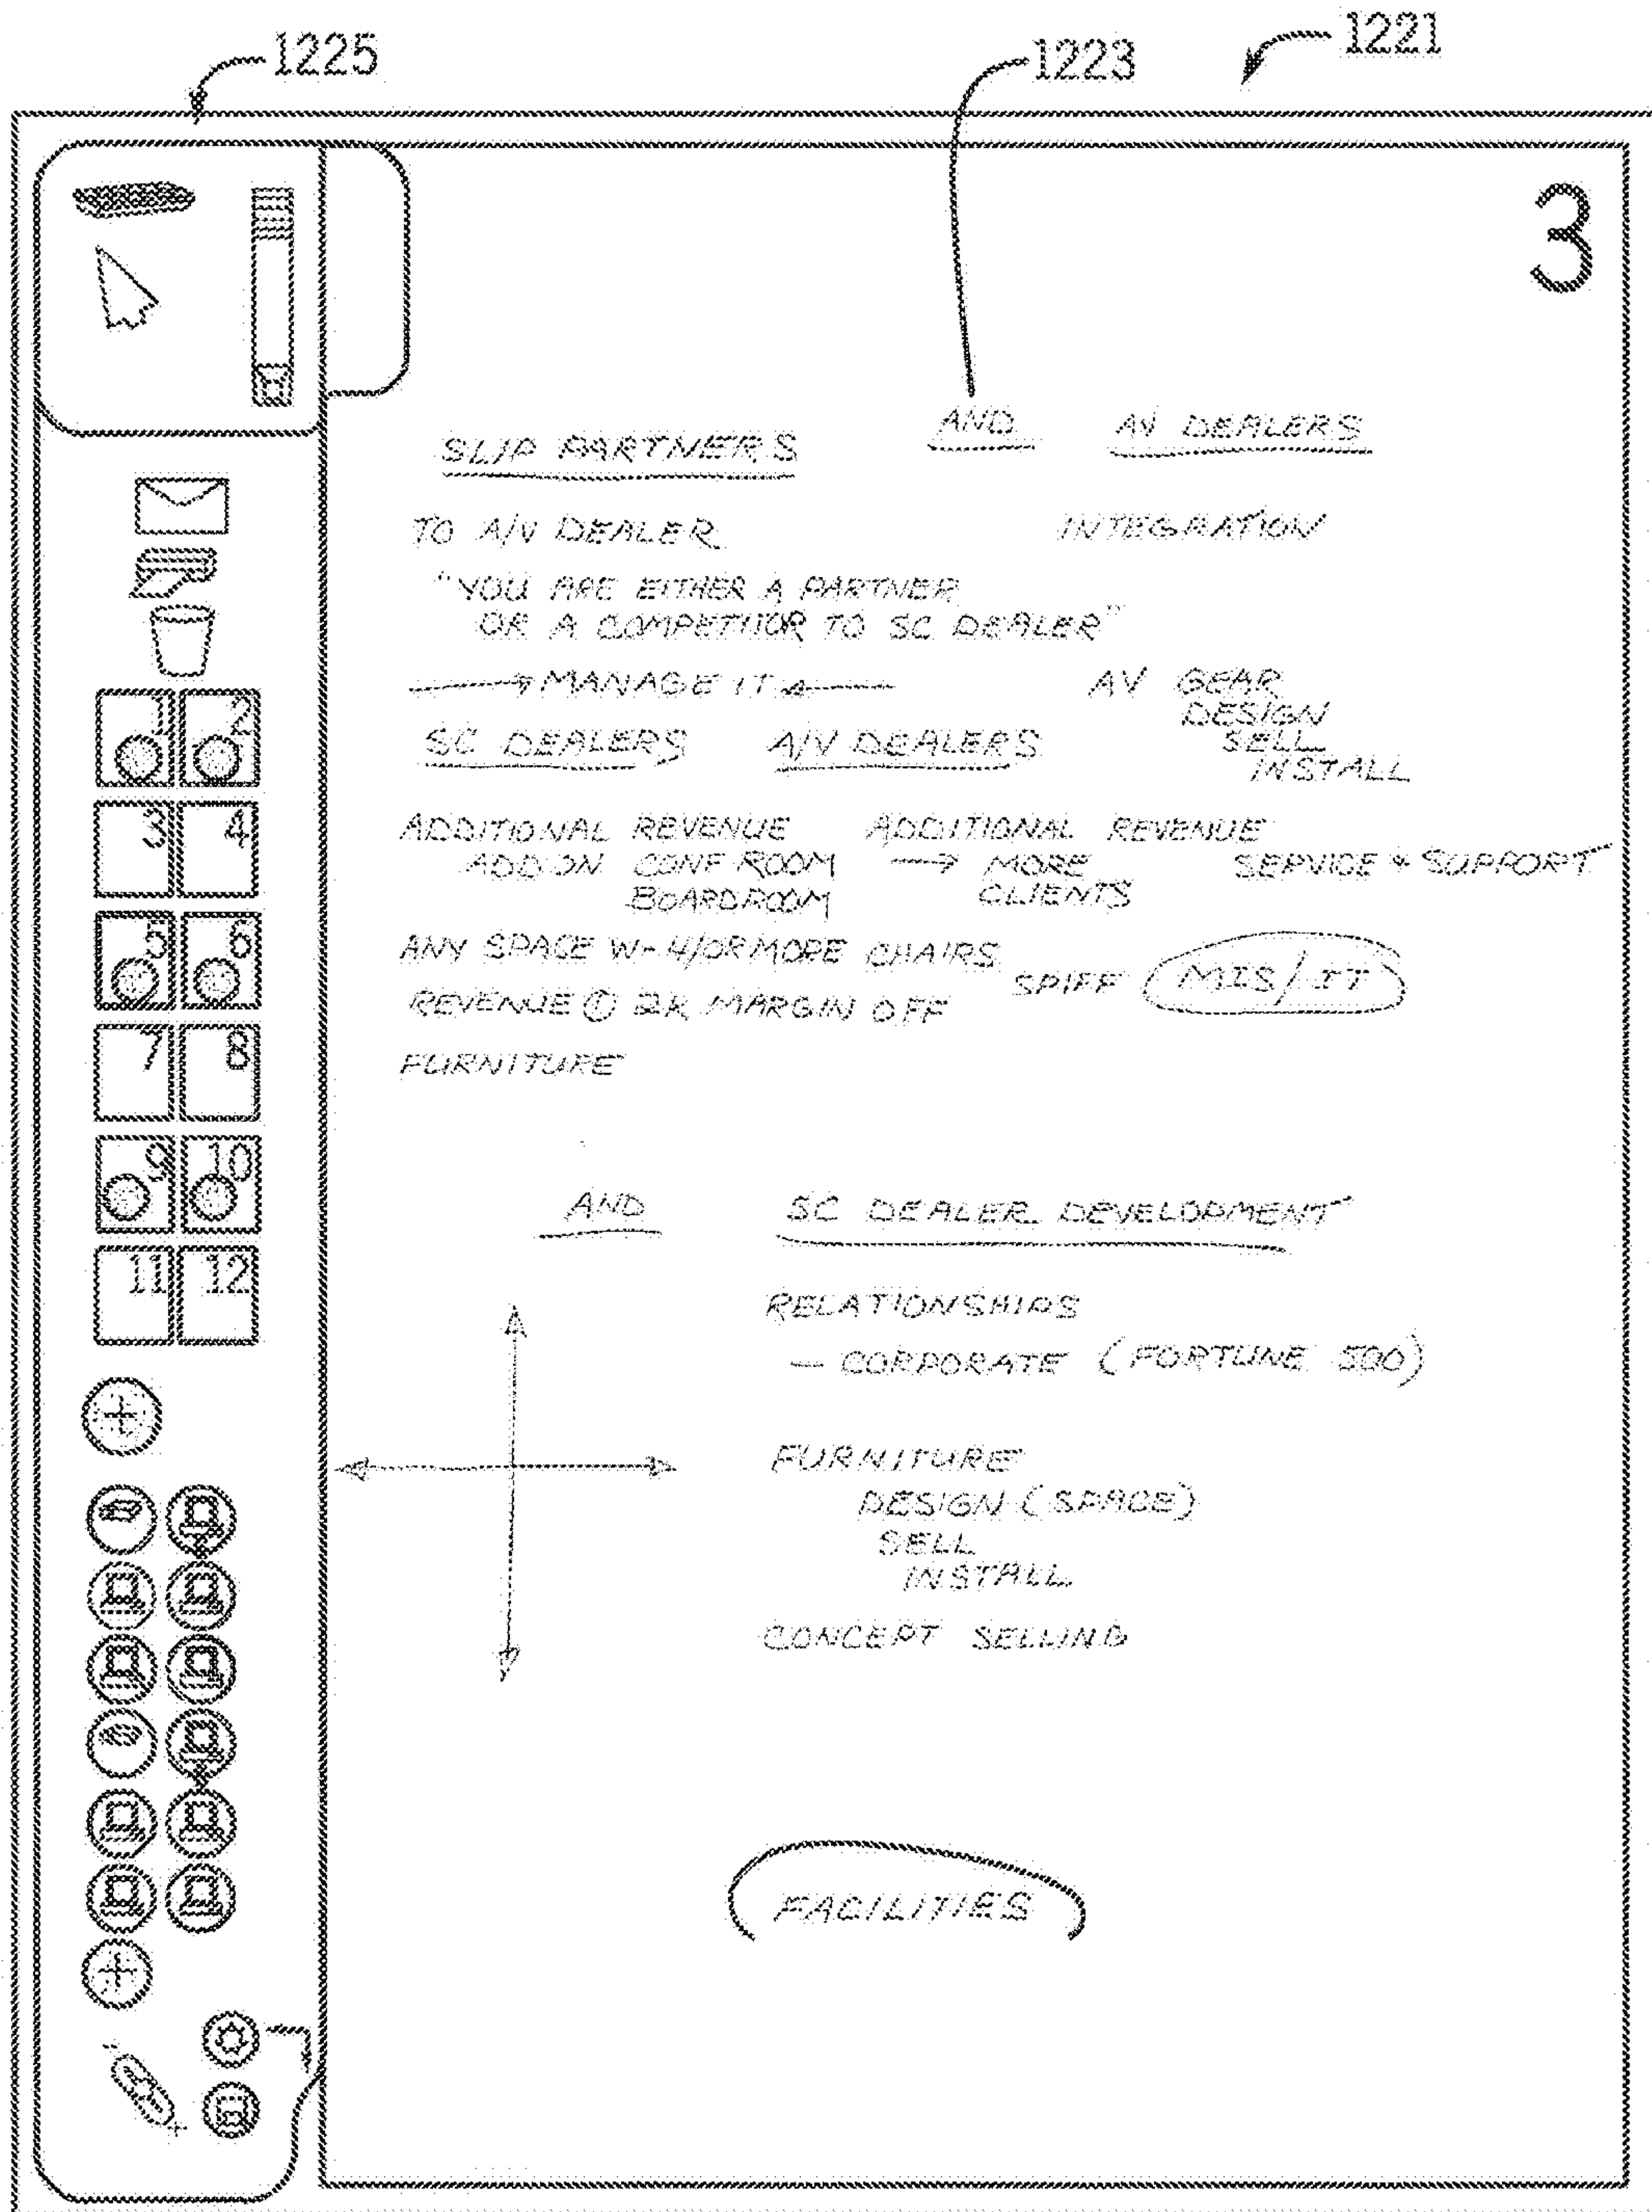 1225
1223
1221
3
SLIP PARTNERS AND AV DEALERS
TO A/V DEALER INTEGRATION
"YOU ARE EITHER A PARTNER
OR A COMPETITOR TO SC DEALER"
MANAGE IT
AV GEAR
DESIGN
SELL
INSTALL
SC DEALERS A/V DEALERS
ADDITIONAL REVENUE ADDITIONAL REVENUE
ADD ON CONF ROOM → MORE SERVICE + SUPPORT
BOARDROOM CLIENTS
ANY SPACE W- 4/OR MORE CHAIRS
SPIFF MIS/IT
REVENUE ① 2K MARGIN OFF
FURNITURE
AND SC DEALER DEVELOPMENT
RELATIONSHIPS
— CORPORATE (FORTUNE 500)
FURNITURE
DESIGN (SPACE)
SELL
INSTALL
CONCEPT SELLING
FACILITIES
1 2
3 4
5 6
7 8
9 10
11 12